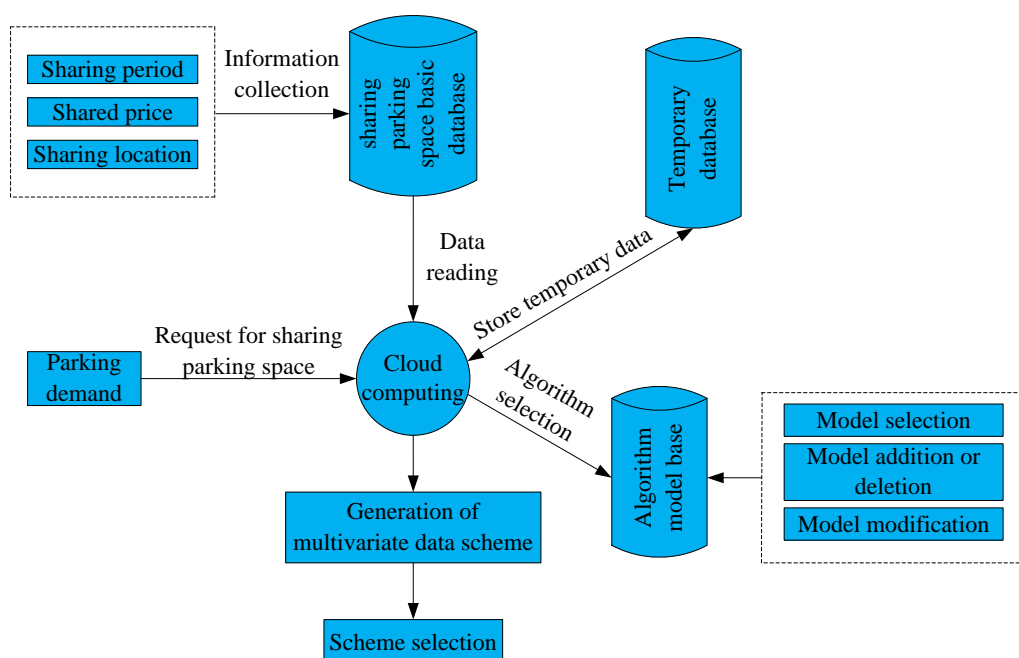 Sharing period
Shared price
Sharing location
Information
collection
sharing
parking
space basic
database
Temporary
database
Data
reading
Store temporary data
Request for sharing
parking space
Parking
demand
Cloud
computing
Algorithm
selection
Algorithm
model base
Model selection
Model addition or
deletion
Model modification
Generation of
multivariate data scheme
Scheme selection